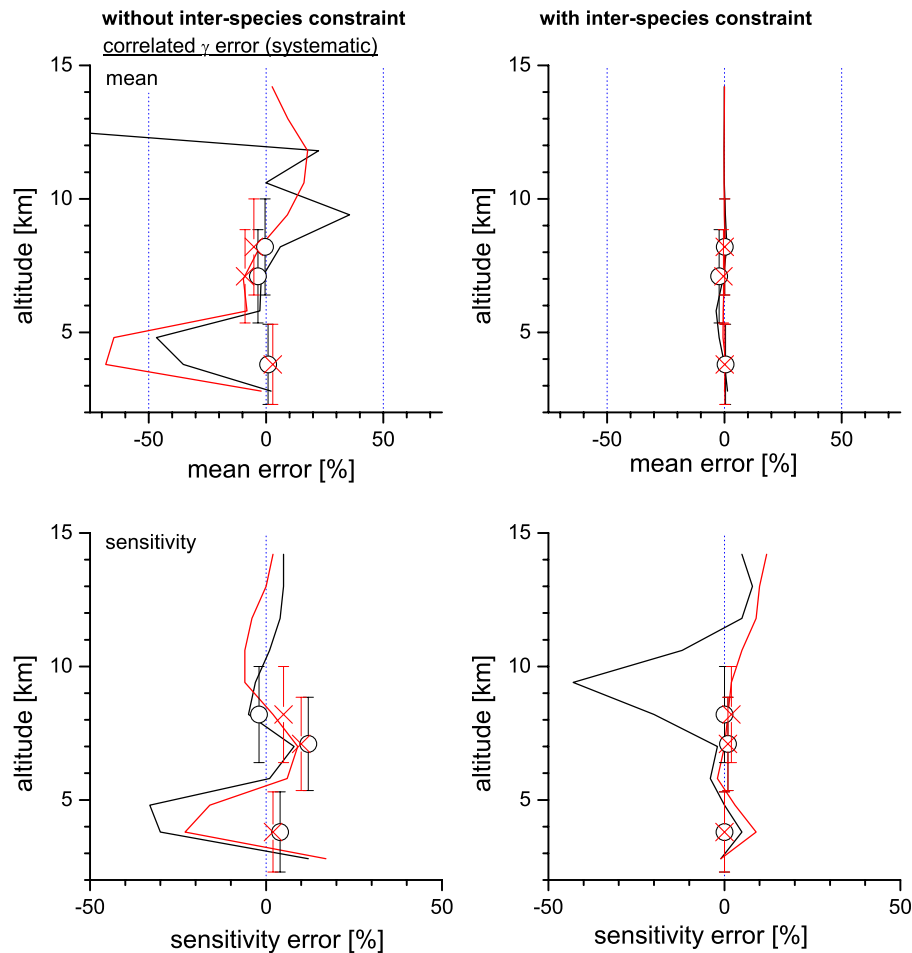 without inter-species constraint
with inter-species constraint
correlated γ error (systematic)
mean
15
10
5
altitude [km]
-50
0
50
mean error [%]
15
10
5
altitude [km]
-50
0
50
mean error [%]
sensitivity
15
10
5
altitude [km]
-50
0
50
sensitivity error [%]
15
10
5
altitude [km]
-50
0
50
sensitivity error [%]